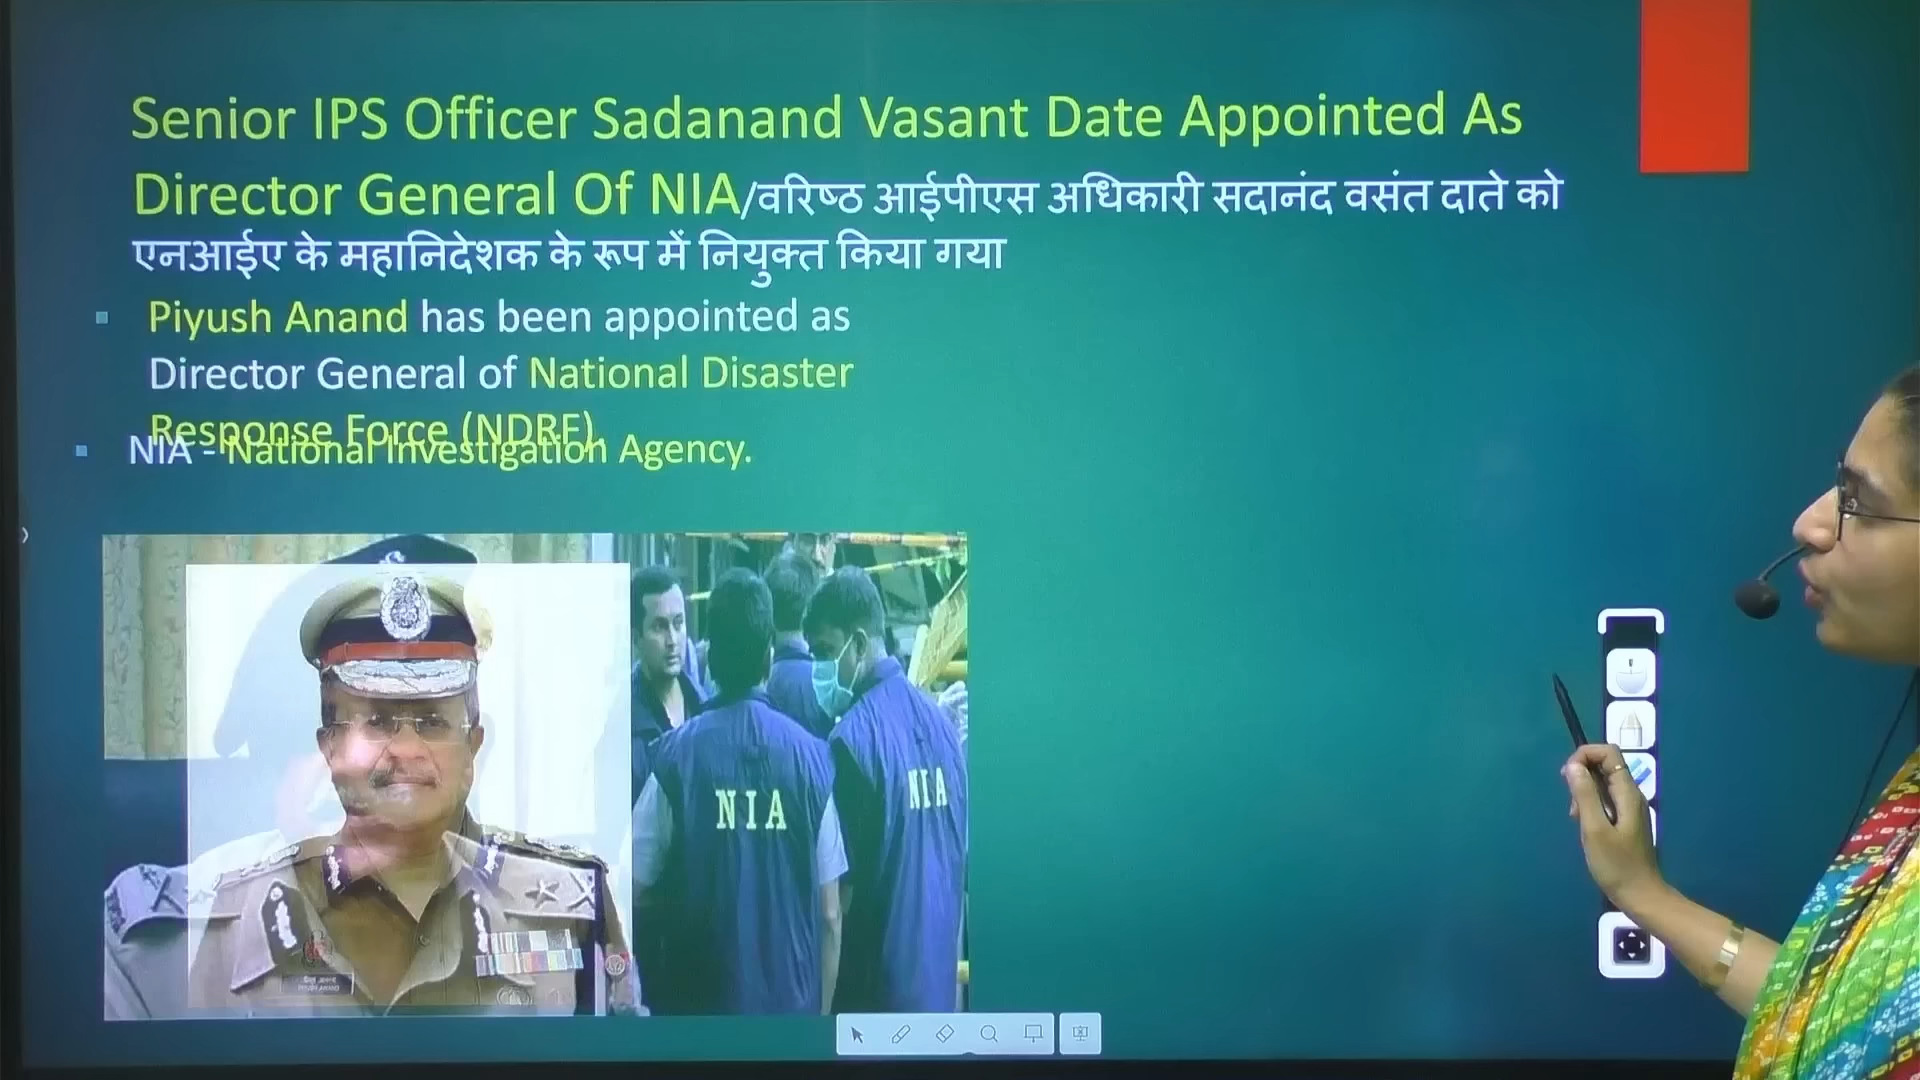 Senior IPS Officer Sadanand Vasant Date Appointed As
Director General Of NIA/वरिष्ठ आईपीएस अधिकारी सदानंद वसंत दाते को
एनआईए के महानिदेशक के रूप में नियुक्त किया गया
Piyush Anand has been appointed as
Director General of National Disaster
Response Force (NDRF).
NIA - National Investigation Agency.
NIA
NIA
PIYUSH ANAND